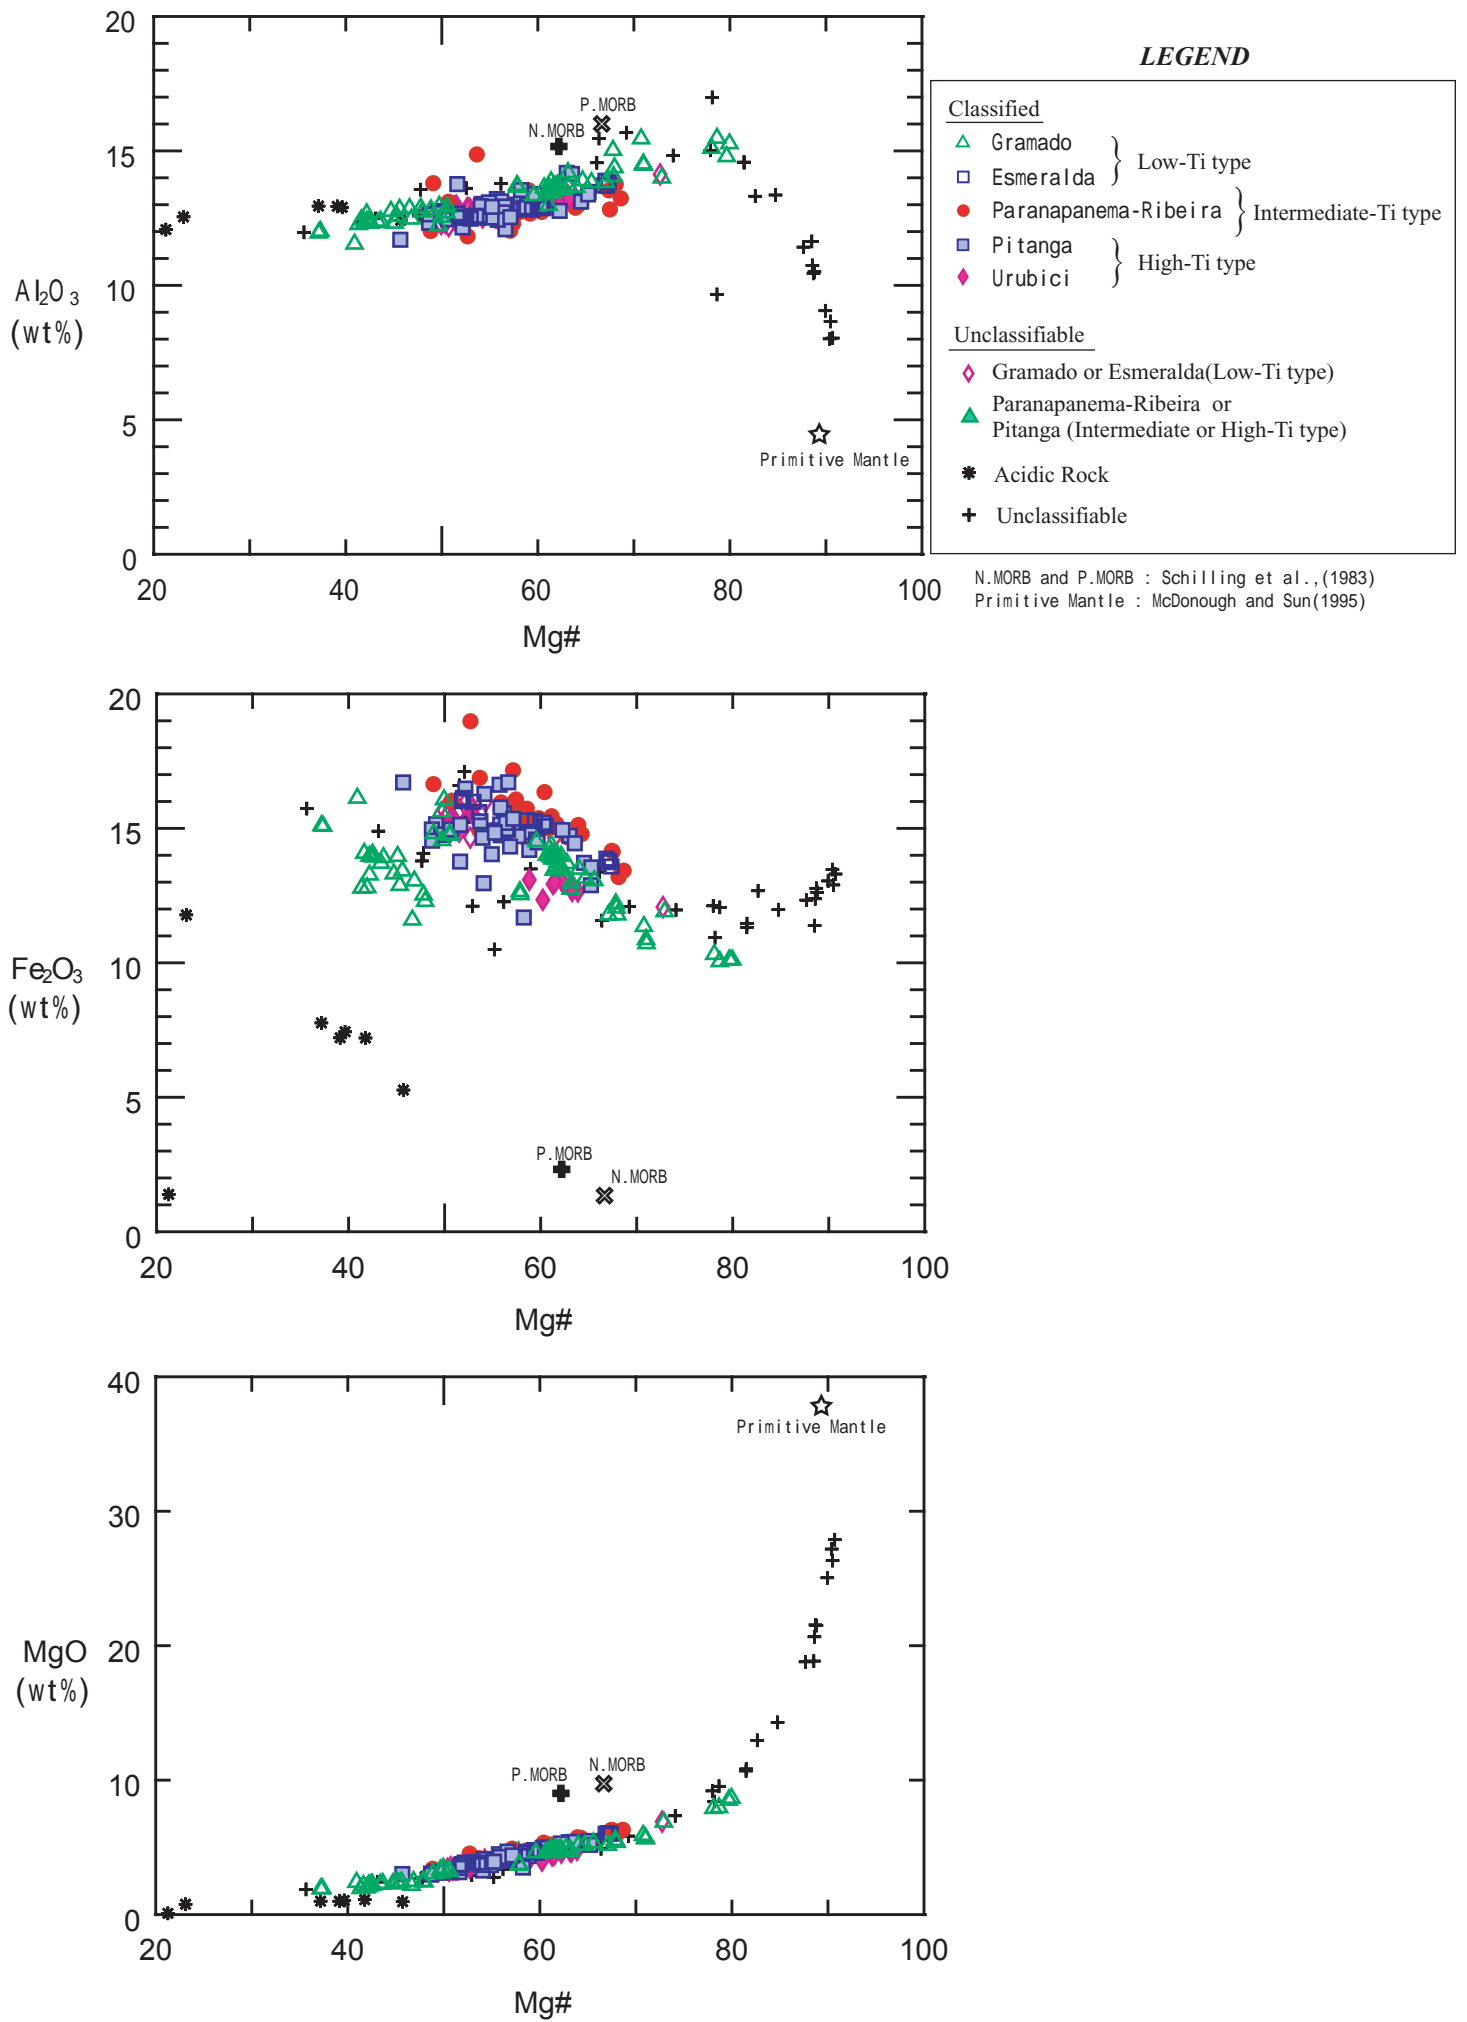 20
15
10
5
0
Al2O3
(wt%)
P.MORB
N.MORB
Primitive Mantle
20 40 60 80 100
Mg#
LEGEND
Classified
Gramado
Esmeralda
Low-Ti type
Paranapanema-Ribeira
Intermediate-Ti type
Pitanga
Urubici
High-Ti type
Unclassifiable
Gramado or Esmeralda(Low-Ti type)
Paranapanema-Ribeira or
Pitanga (Intermediate or High-Ti type)
Acidic Rock
Unclassifiable
N.MORB and P.MORB : Schilling et al.,(1983)
Primitive Mantle : McDonough and Sun(1995)
20
15
10
5
0
Fe2O3
(wt%)
P.MORB
N.MORB
20 40 60 80 100
Mg#
40
30
20
10
0
MgO
(wt%)
Primitive Mantle
N.MORB
P.MORB
20 40 60 80 100
Mg#